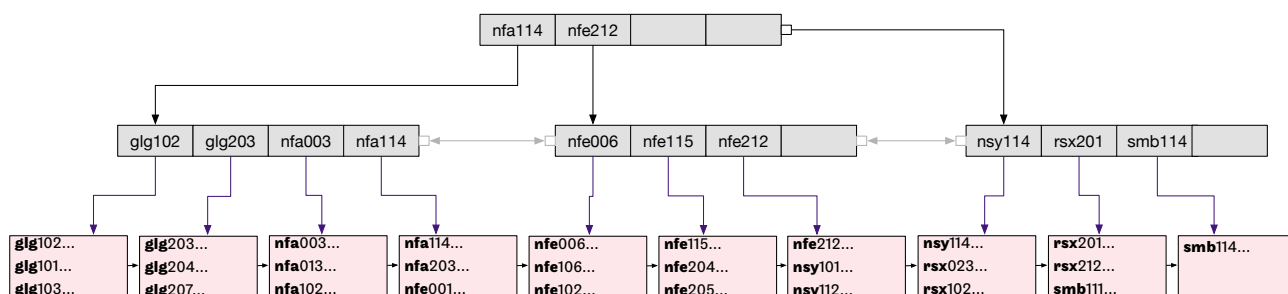 nfa114 nfe212
glg102 glg203 nfa003 nfa114
nfe006 nfe115 nfe212
nsy114 rsx201 smb114
glg102...
glg101...
glg103...
glg203...
glg204...
glg207...
nfa003...
nfa013...
nfa102...
nfa114...
nfa203...
nfe001...
nfe006...
nfe106...
nfe102...
nfe115...
nfe204...
nfe205...
nfe212...
nsy101...
nsy112...
nsy114...
rsx023...
rsx102...
rsx201...
rsx212...
smb111...
smb114...